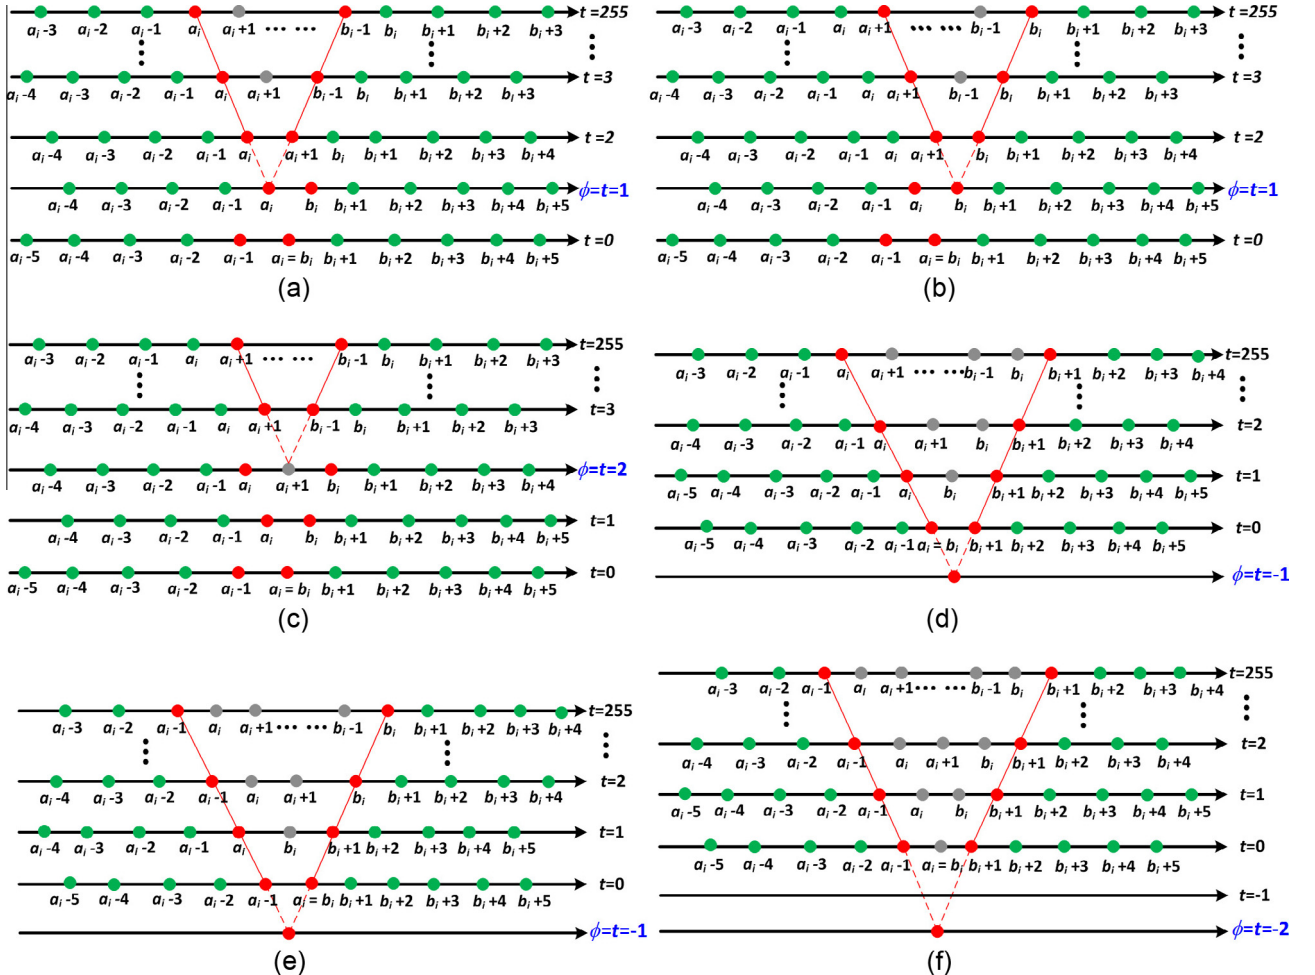 t=255
a_i-3 a_i-2 a_i-1 a_i a_i+1 ... ... b_i-1 b_i b_i+1 b_i+2 b_i+3
t=3
a_i-4 a_i-3 a_i-2 a_i-1 a_i a_i+1 b_i-1 b_i b_i+1 b_i+2 b_i+3
t=2
a_i-4 a_i-3 a_i-2 a_i-1 a_i a_i+1 b_i b_i+1 b_i+2 b_i+3 b_i+4
ϕ=t=1
a_i-4 a_i-3 a_i-2 a_i-1 a_i b_i b_i+1 b_i+2 b_i+3 b_i+4 b_i+5
t=0
a_i-5 a_i-4 a_i-3 a_i-2 a_i-1 a_i= b_i b_i+1 b_i+2 b_i+3 b_i+4 b_i+5
(a)
t=255
a_i-3 a_i-2 a_i-1 a_i a_i+1 ... ... b_i-1 b_i b_i+1 b_i+2 b_i+3
t=3
a_i-4 a_i-3 a_i-2 a_i-1 a_i a_i+1 b_i-1 b_i b_i+1 b_i+2 b_i+3
t=2
a_i-4 a_i-3 a_i-2 a_i-1 a_i a_i+1 b_i b_i+1 b_i+2 b_i+3 b_i+4
ϕ=t=1
a_i-4 a_i-3 a_i-2 a_i-1 a_i b_i b_i+1 b_i+2 b_i+3 b_i+4 b_i+5
t=0
a_i-5 a_i-4 a_i-3 a_i-2 a_i-1 a_i= b_i b_i+1 b_i+2 b_i+3 b_i+4 b_i+5
(b)
t=255
a_i-3 a_i-2 a_i-1 a_i a_i+1 ... ... b_i-1 b_i b_i+1 b_i+2 b_i+3
t=3
a_i-4 a_i-3 a_i-2 a_i-1 a_i a_i+1 b_i-1 b_i b_i+1 b_i+2 b_i+3
ϕ=t=2
a_i-4 a_i-3 a_i-2 a_i-1 a_i a_i+1 b_i b_i+1 b_i+2 b_i+3 b_i+4
t=1
a_i-4 a_i-3 a_i-2 a_i-1 a_i b_i b_i+1 b_i+2 b_i+3 b_i+4 b_i+5
t=0
a_i-5 a_i-4 a_i-3 a_i-2 a_i-1 a_i= b_i b_i+1 b_i+2 b_i+3 b_i+4 b_i+5
(c)
t=255
a_i-3 a_i-2 a_i-1 a_i a_i+1 ... ... b_i-1 b_i b_i+1 b_i+2 b_i+3 b_i+4
t=2
a_i-4 a_i-3 a_i-2 a_i-1 a_i a_i+1 b_i b_i+1 b_i+2 b_i+3 b_i+4
t=1
a_i-5 a_i-4 a_i-3 a_i-2 a_i-1 a_i b_i b_i+1 b_i+2 b_i+3 b_i+4 b_i+5
t=0
a_i-5 a_i-4 a_i-3 a_i-2 a_i-1 a_i= b_i b_i+1 b_i+2 b_i+3 b_i+4 b_i+5
ϕ=t=-1
(d)
t=255
a_i-3 a_i-2 a_i-1 a_i a_i+1 ... ... b_i-1 b_i b_i+1 b_i+2 b_i+3 b_i+4
t=2
a_i-4 a_i-3 a_i-2 a_i-1 a_i a_i+1 b_i b_i+1 b_i+2 b_i+3 b_i+4
t=1
a_i-4 a_i-3 a_i-2 a_i-1 a_i b_i b_i+1 b_i+2 b_i+3 b_i+4 b_i+5
t=0
a_i-5 a_i-4 a_i-3 a_i-2 a_i-1 a_i= b_i b_i+1 b_i+2 b_i+3 b_i+4 b_i+5
ϕ=t=-1
(e)
t=255
a_i-3 a_i-2 a_i-1 a_i a_i+1 ... ... b_i-1 b_i b_i+1 b_i+2 b_i+3 b_i+4
t=2
a_i-4 a_i-3 a_i-2 a_i-1 a_i a_i+1 b_i b_i+1 b_i+2 b_i+3 b_i+4
t=1
a_i-5 a_i-4 a_i-3 a_i-2 a_i-1 a_i b_i b_i+1 b_i+2 b_i+3 b_i+4 b_i+5
t=0
a_i-5 a_i-4 a_i-3 a_i-2 a_i-1 a_i= b_i b_i+1 b_i+2 b_i+3 b_i+4 b_i+5
t=-1
ϕ=t=-2
(f)